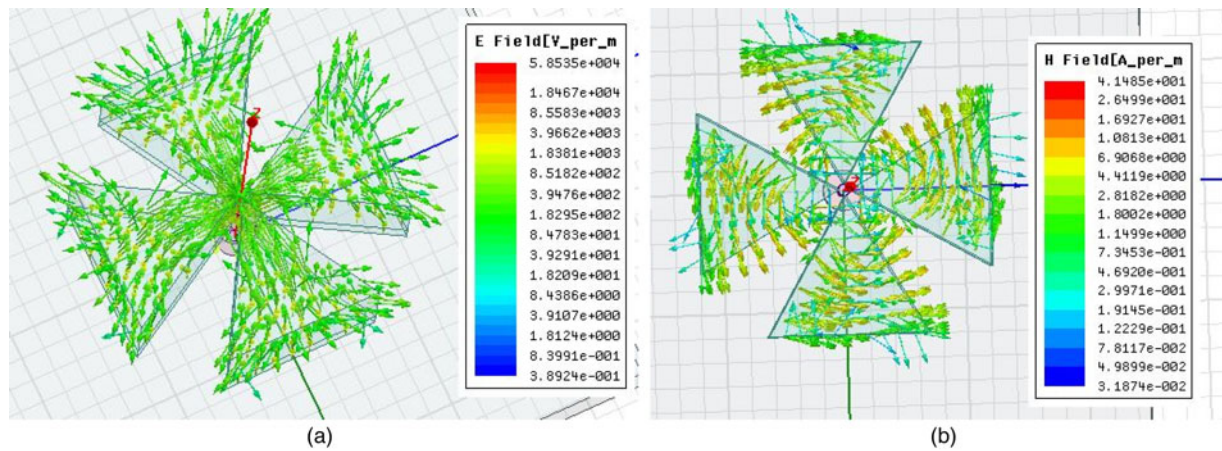 E Field[V_per_m
5.8535e+004
1.8467e+004
8.5583e+003
3.9662e+003
1.8381e+003
8.5182e+002
3.9476e+002
1.8295e+002
8.4783e+001
3.9291e+001
1.8209e+001
8.4386e+000
3.9107e+000
1.8124e+000
8.3991e-001
3.8924e-001
Z
(a)
H Field[A_per_m
4.1485e+001
2.6499e+001
1.6927e+001
1.0813e+001
6.9068e+000
4.4119e+000
2.8182e+000
1.8002e+000
1.1499e+000
7.3453e-001
4.6920e-001
2.9971e-001
1.9145e-001
1.2229e-001
7.8117e-002
4.9899e-002
3.1874e-002
(b)